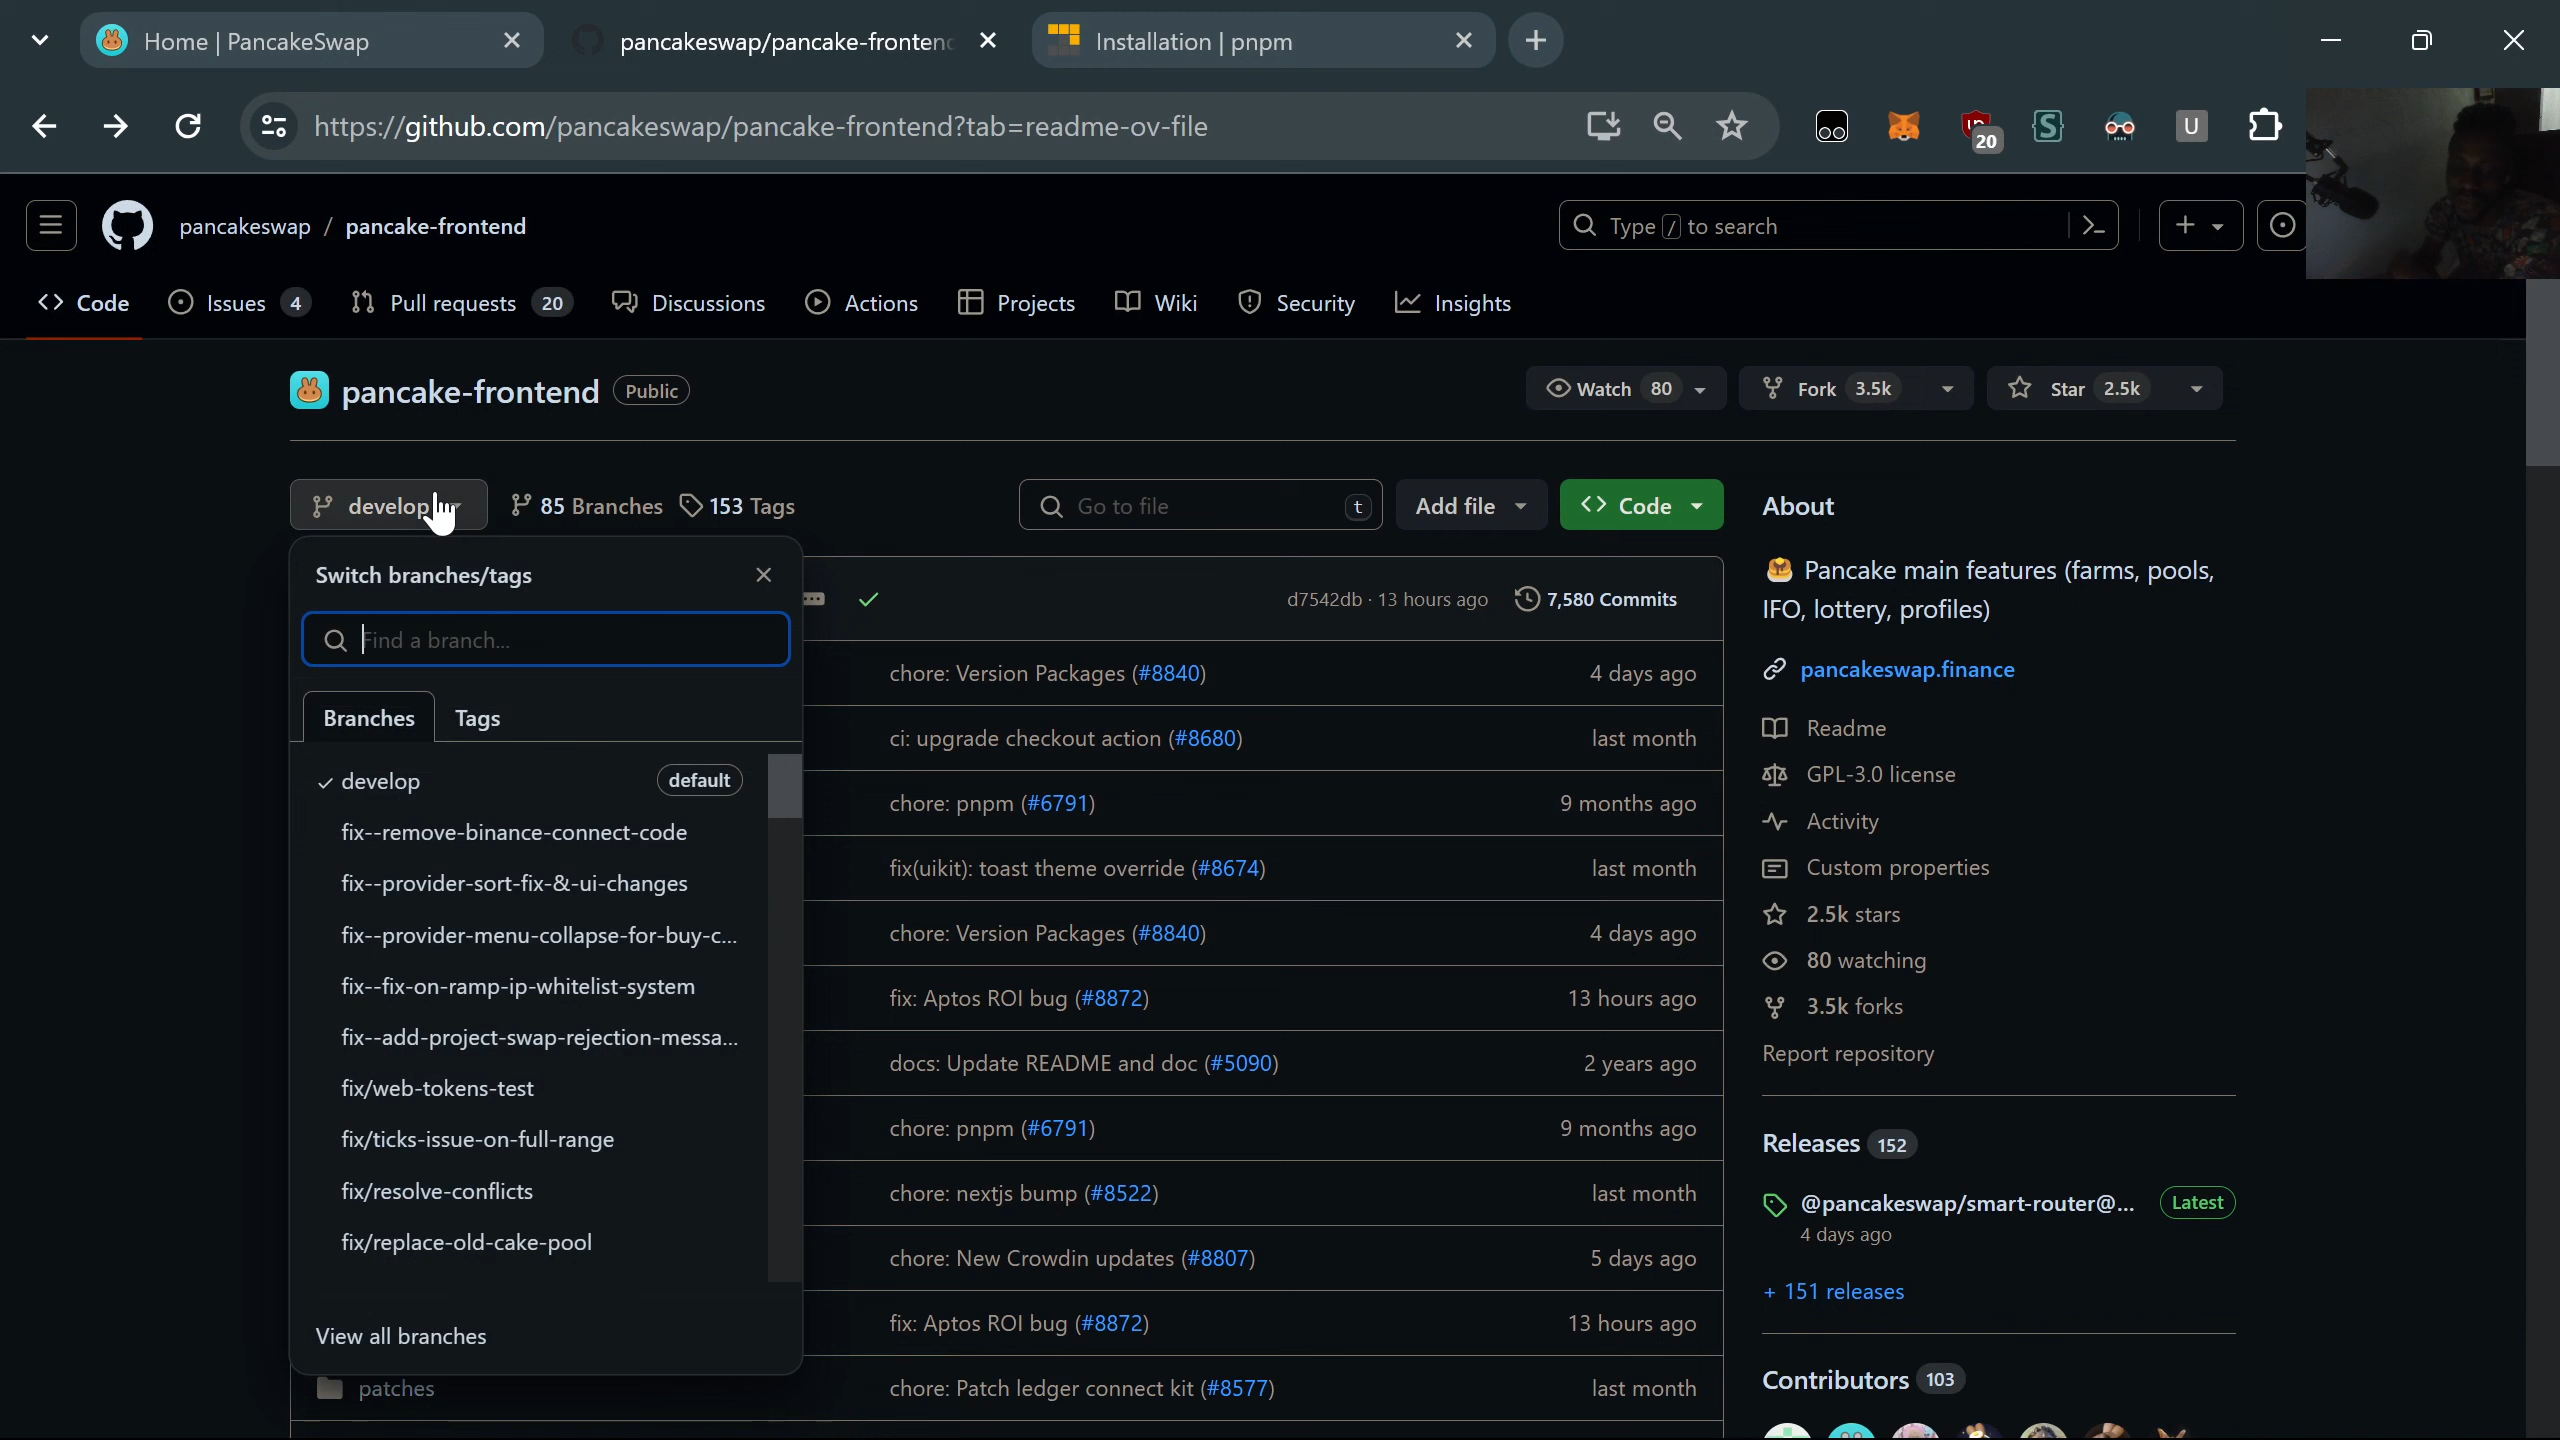 Home | PancakeSwap
pancakeswap/pancake-frontend
Installation | pnpm
https://github.com/pancakeswap/pancake-frontend?tab=readme-ov-file
20
U
pancakeswap / pancake-frontend
Type / to search
Code
Issues 4
Pull requests 20
Discussions
Actions
Projects
Wiki
Security
Insights
pancake-frontend Public
Watch 80
Fork 3.5k
Star 2.5k
develop
85 Branches
153 Tags
Go to file t
Add file
Code
Switch branches/tags
Find a branch...
Branches
Tags
develop default
fix--remove-binance-connect-code
fix--provider-sort-fix-&-ui-changes
fix--provider-menu-collapse-for-buy-c...
fix--fix-on-ramp-ip-whitelist-system
fix--add-project-swap-rejection-messa...
fix/web-tokens-test
fix/ticks-issue-on-full-range
fix/resolve-conflicts
fix/replace-old-cake-pool
View all branches
d7542db · 13 hours ago
7,580 Commits
chore: Version Packages (#8840) 4 days ago
ci: upgrade checkout action (#8680) last month
chore: pnpm (#6791) 9 months ago
fix(uikit): toast theme override (#8674) last month
chore: Version Packages (#8840) 4 days ago
fix: Aptos ROI bug (#8872) 13 hours ago
docs: Update README and doc (#5090) 2 years ago
chore: pnpm (#6791) 9 months ago
chore: nextjs bump (#8522) last month
chore: New Crowdin updates (#8807) 5 days ago
fix: Aptos ROI bug (#8872) 13 hours ago
patches chore: Patch ledger connect kit (#8577) last month
About
Pancake main features (farms, pools,
IFO, lottery, profiles)
pancakeswap.finance
Readme
GPL-3.0 license
Activity
Custom properties
2.5k stars
80 watching
3.5k forks
Report repository
Releases 152
@pancakeswap/smart-router@... Latest
4 days ago
+ 151 releases
Contributors 103